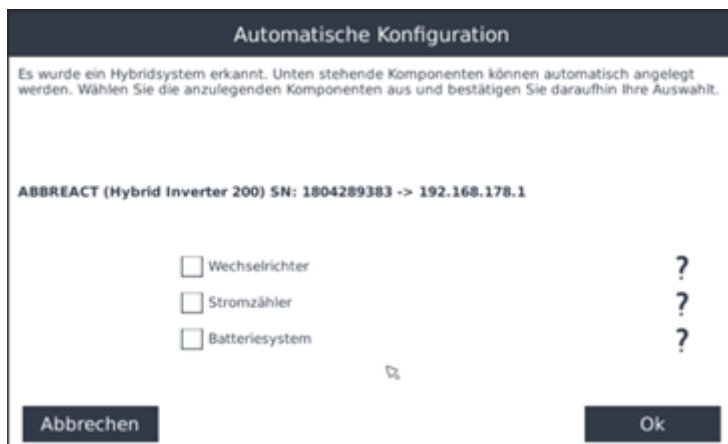 Automatische Konfiguration
Es wurde ein Hybridsystem erkannt. Unten stehende Komponenten können automatisch angelegt
werden. Wählen Sie die anzulegenden Komponenten aus und bestätigen Sie daraufhin Ihre Auswahlt.
ABBREACT (Hybrid Inverter 200) SN: 1804289383 -> 192.168.178.1
Wechselrichter ?
Stromzähler ?
Batteriesystem ?
Abbrechen Ok